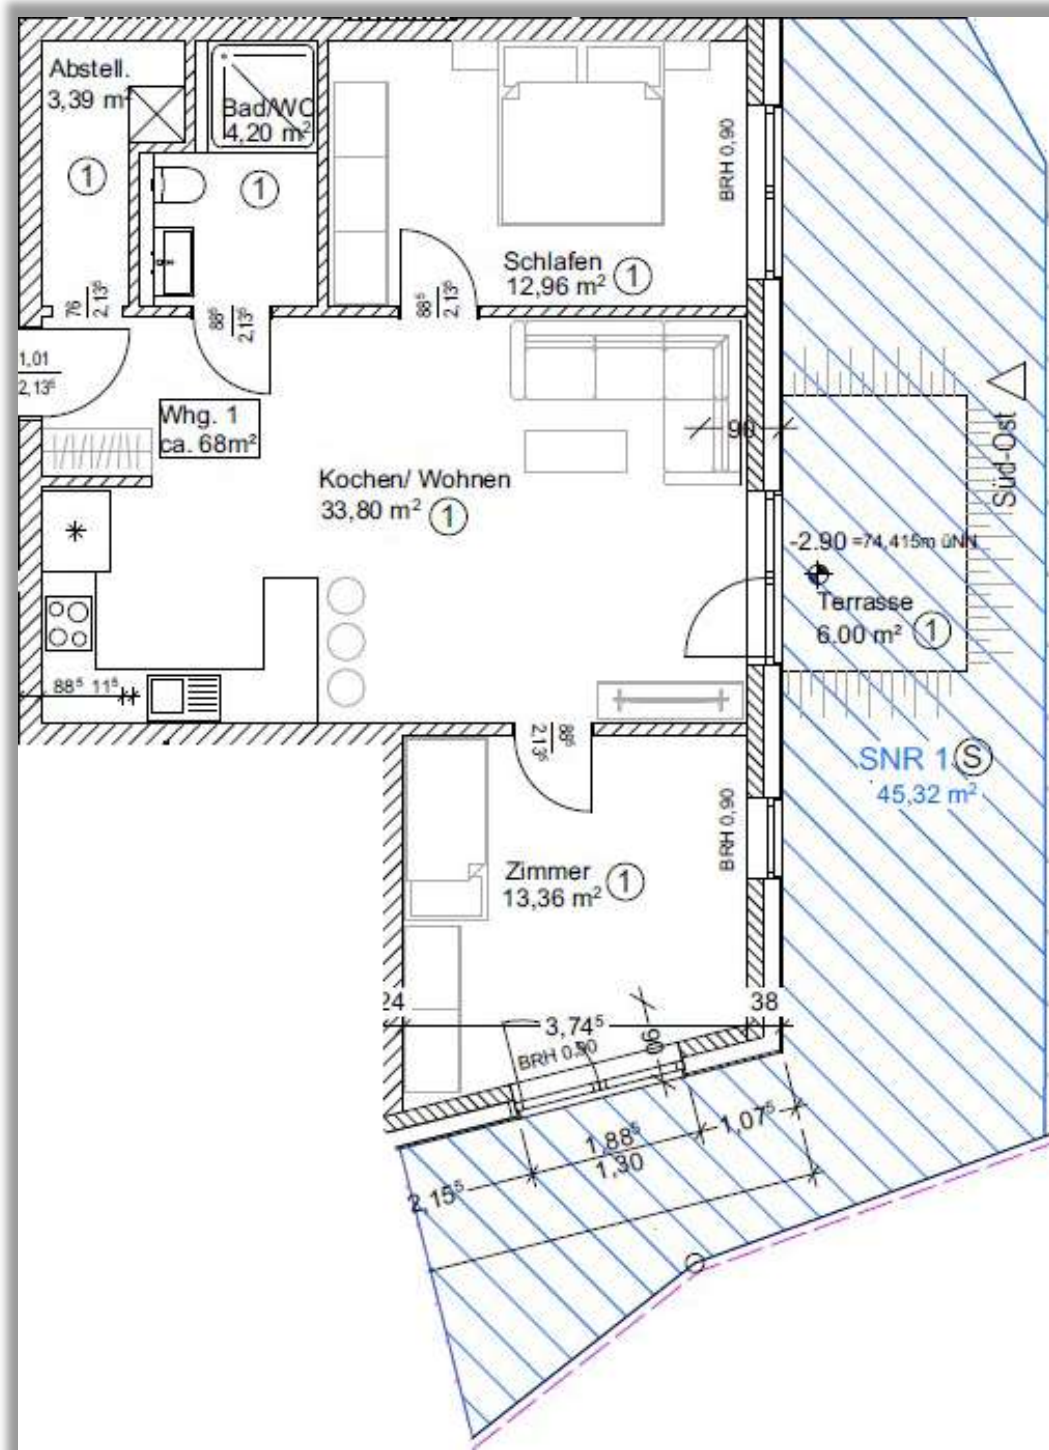 Abstell.
3,39 m²
1
Bad/WC
4,20 m²
1
BRH 0,90
Schlafen
12,96 m² 1
76
2.13⁵
88⁵
2.13⁵
88⁵
2.13⁵
1,01
2,13⁵
Whg. 1
ca. 68m²
90
Süd-Ost
Kochen/ Wohnen
33,80 m² 1
-2.90 =74,415m üNN
Terrasse
6.00 m² 1
88⁵ 11⁵
88⁵
2.13⁵
SNR 1 S
45,32 m²
BRH 0,90
Zimmer
13,36 m² 1
24
3,74⁵
38
BRH 0,90
90
1,07⁵
1,88⁵
1,30
2,15⁵